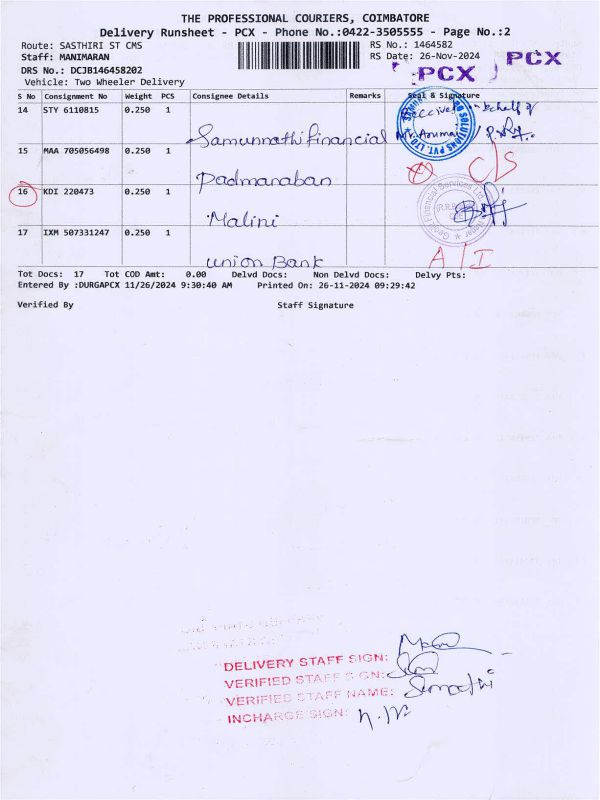 THE PROFESSIONAL COURIERS, COIMBATORE
Delivery Runsheet - PCX - Phone No.:0422-3505555 - Page No.:2
Route: SASTHIRI ST CMS
RS No.: 1464582
Staff: MANIMARAN
RS Date: 26-Nov-2024
PCX
PCX
DRS No.: DCJB146458202
Vehicle: Two Wheeler Delivery
S No Consignment No Weight PCS Consignee Details Remarks Seal & Signature
14 STY 6110815 0.250 1 Samunnathi financial
Received on behalf of
15 MAA 705056498 0.250 1 Padmanaban
C/S
16 KDI 220473 0.250 1 Malini
17 IXM 507331247 0.250 1 union Bank
A/I
Tot Docs: 17 Tot COD Amt: 0.00 Delvd Docs: Non Delvd Docs: Delvy Pts:
Entered By :DURGAPCX 11/26/2024 9:30:40 AM Printed On: 26-11-2024 09:29:42
Verified By Staff Signature
DELIVERY STAFF SIGN:
VERIFIED STAFF SIGN:
VERIFIED STAFF NAME:
INCHARGE SIGN: